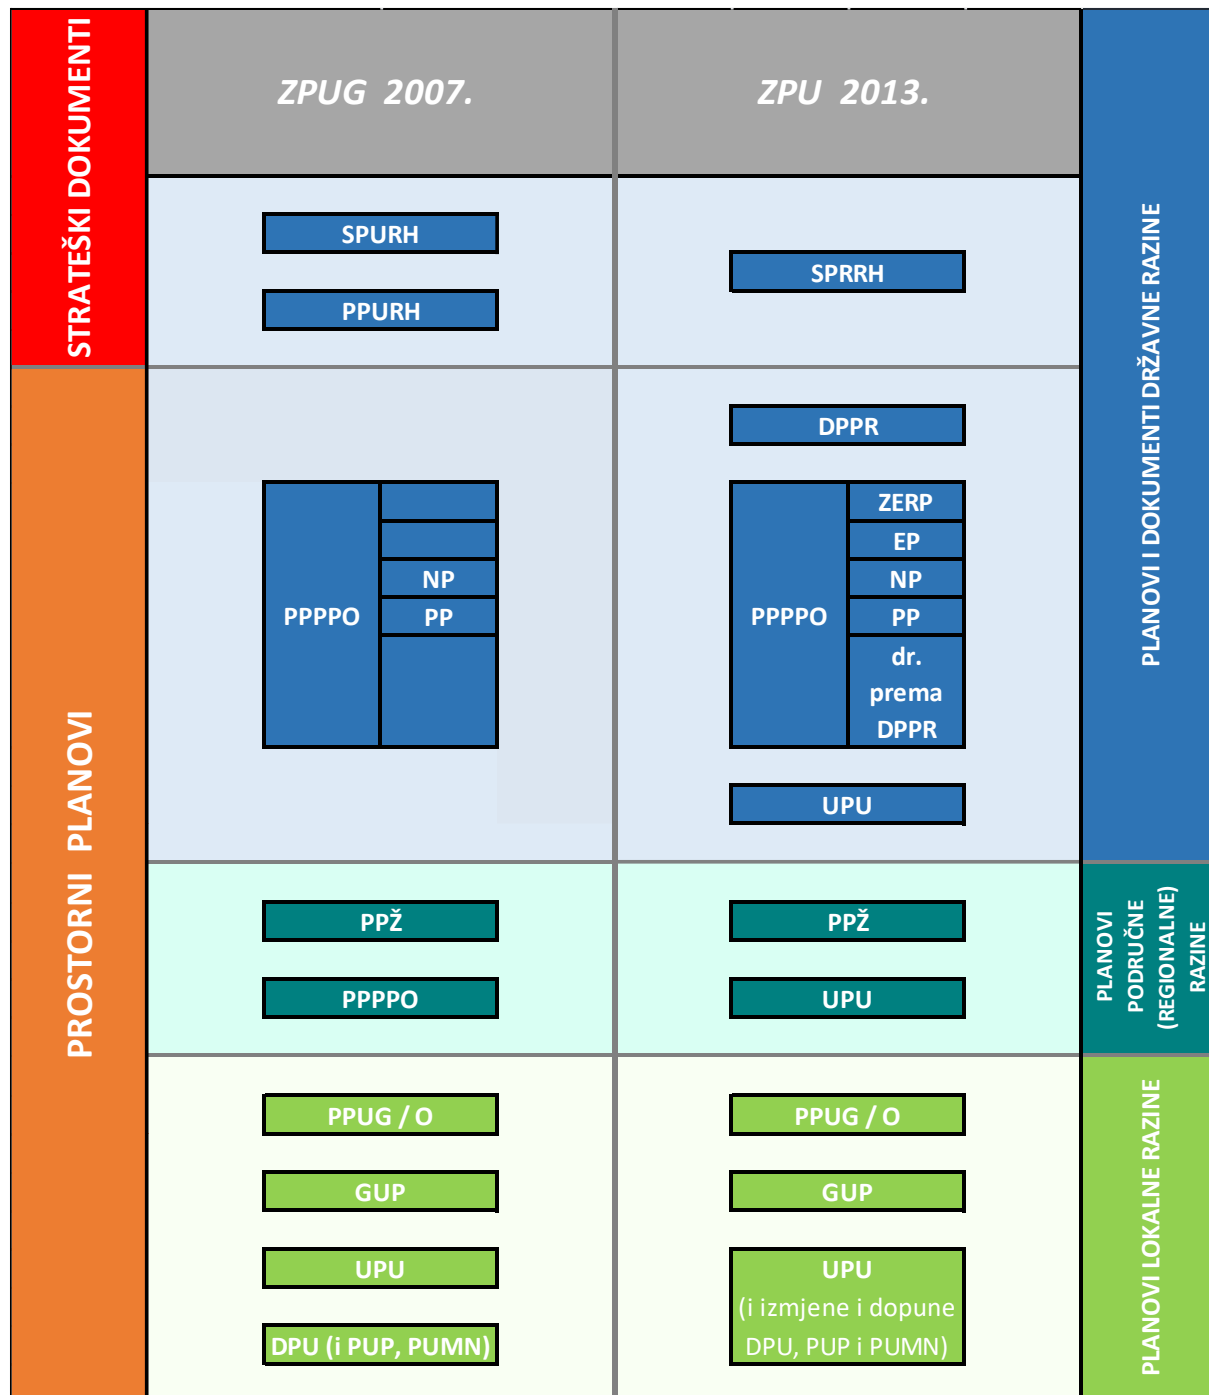 STRATEŠKI DOKUMENTI
ZPUG 2007.
ZPU 2013.
PLANOVI I DOKUMENTI DRŽAVNE RAZINE
SPURH
PPURH
SPRRH
PROSTORNI PLANOVI
PPPPO
NP
PP
DPPR
PPPPO
ZERP
EP
NP
PP
dr.
prema
DPPR
UPU
PPŽ
PPPPO
PPŽ
UPU
PLANOVI
PODRUČNE
(REGIONALNE)
RAZINE
PPUG / O
GUP
UPU
DPU (i PUP, PUMN)
PPUG / O
GUP
UPU
(i izmjene i dopune
DPU, PUP i PUMN)
PLANOVI LOKALNE RAZINE